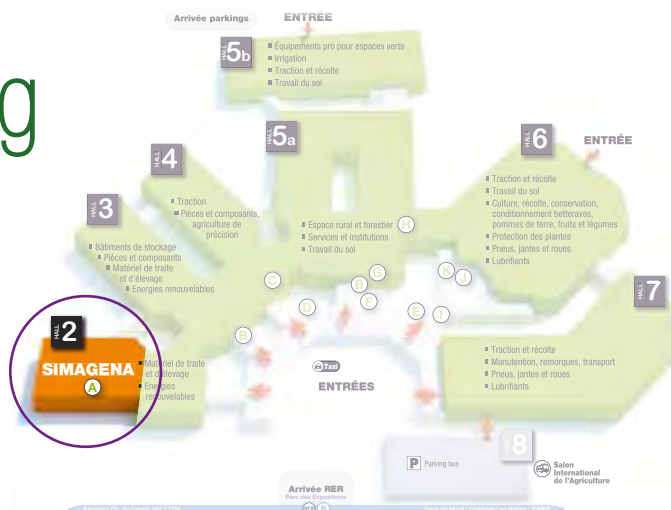 g
Arrivée parkings
ENTRÉE
HALL 5b
Équipements pro pour espaces verts
Irrigation
Traction et récolte
Travail du sol
HALL 5a
Espace rural et forestier
Services et institutions
Travail du sol
HALL 4
Traction
Pièces et composants,
agriculture de
précision
HALL 3
Bâtiments de stockage
Pièces et composants
Matériel de traite
et d'élevage
Energies renouvelables
HALL 6
ENTRÉE
Traction et récolte
Travail du sol
Culture, récolte, conservation,
conditionnement betteraves,
pommes de terre, fruits et légumes
Protection des plantes
Pneus, jantes et roues
Lubrifiants
H
C
G
B
F
D
K
J
E
I
B
HALL 2
SIMAGENA
A
Matériel de traite
et d'élevage
Energies
renouvelables
Taxi
ENTRÉES
HALL 7
Traction et récolte
Manutention, remorques, transport
Pneus, jantes et roues
Lubrifiants
HALL 8
P Parking bus
Salon
International
de l'Agriculture
Arrivée RER
Parc des Expositions
RER B